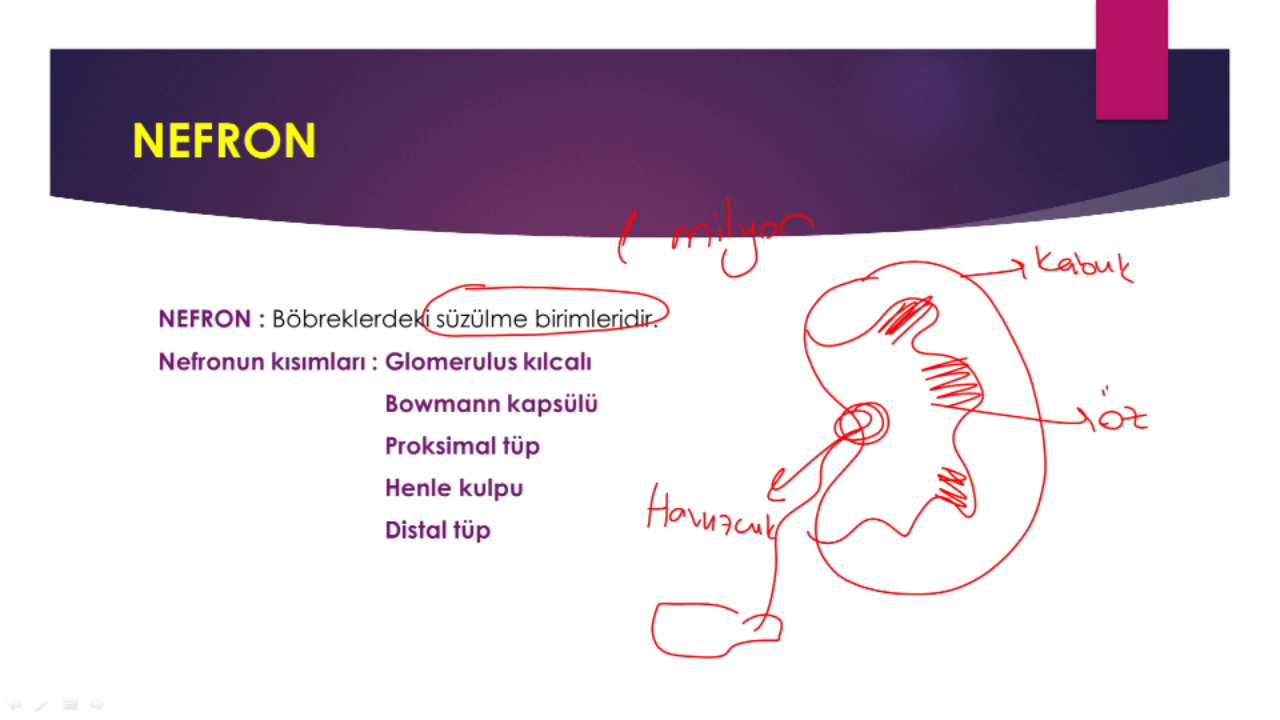 NEFRON
1 milyon
Kabuk
NEFRON : Böbreklerdeki süzülme birimleridir.
Nefronun kısımları : Glomerulus kılcalı
Bowmann kapsülü
öz
Proksimal tüp
Henle kulpu
Havuzcuk
Distal tüp